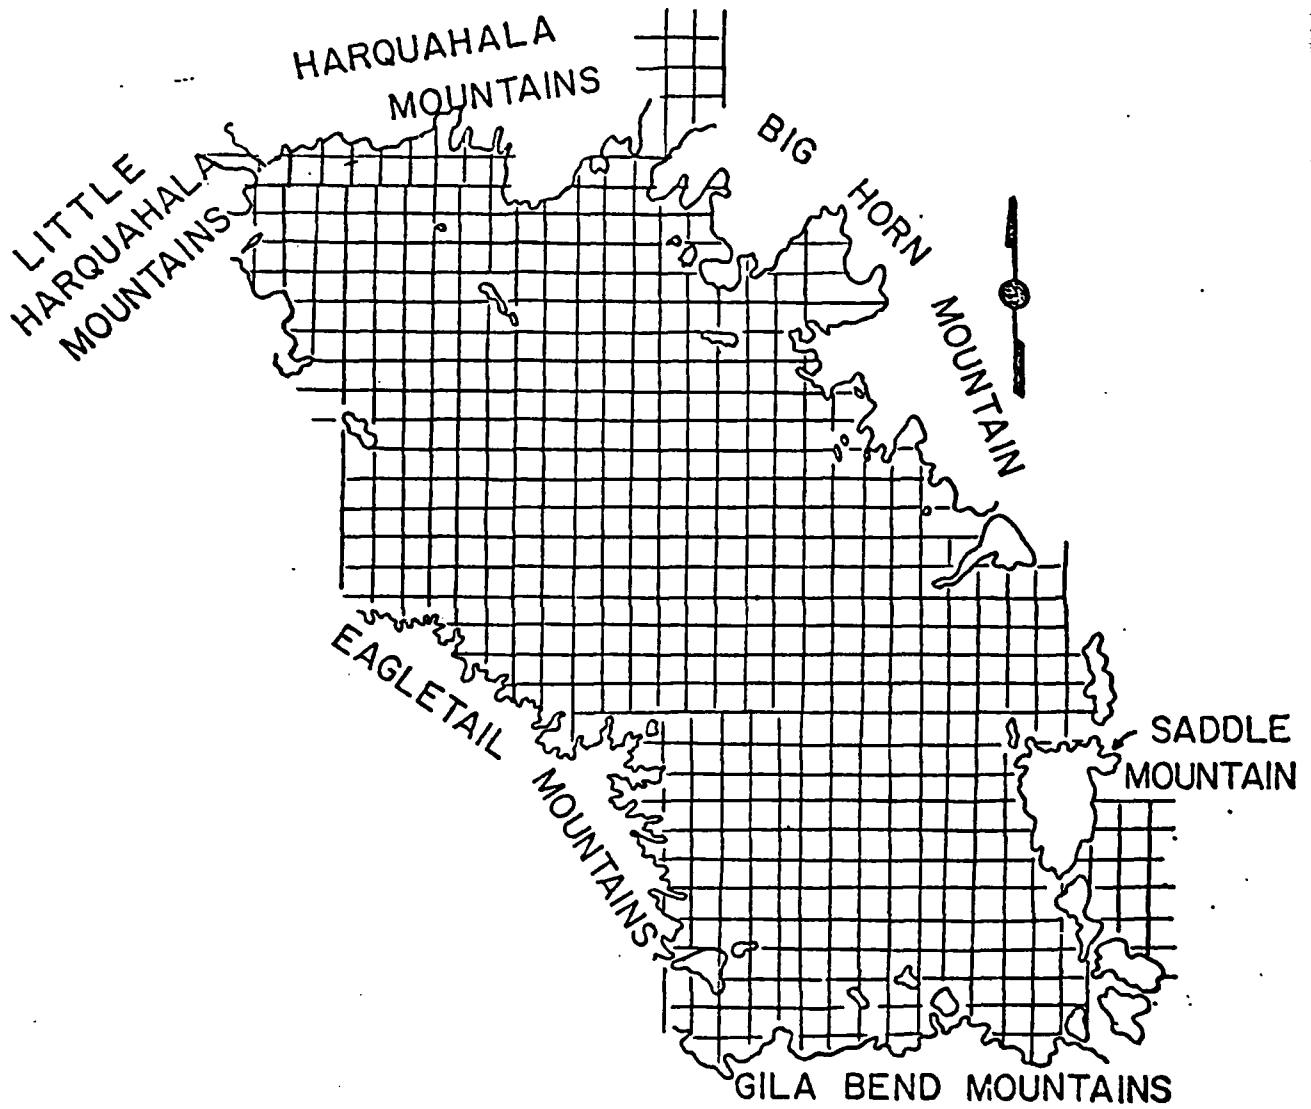 HARQUAHALA
MOUNTAINS
BIG
HORN
MOUNTAIN
LITTLE
HARQUAHALA
MOUNTAINS
EAGLETAIL
MOUNTAINS
SADDLE
MOUNTAIN
GILA BEND MOUNTAINS